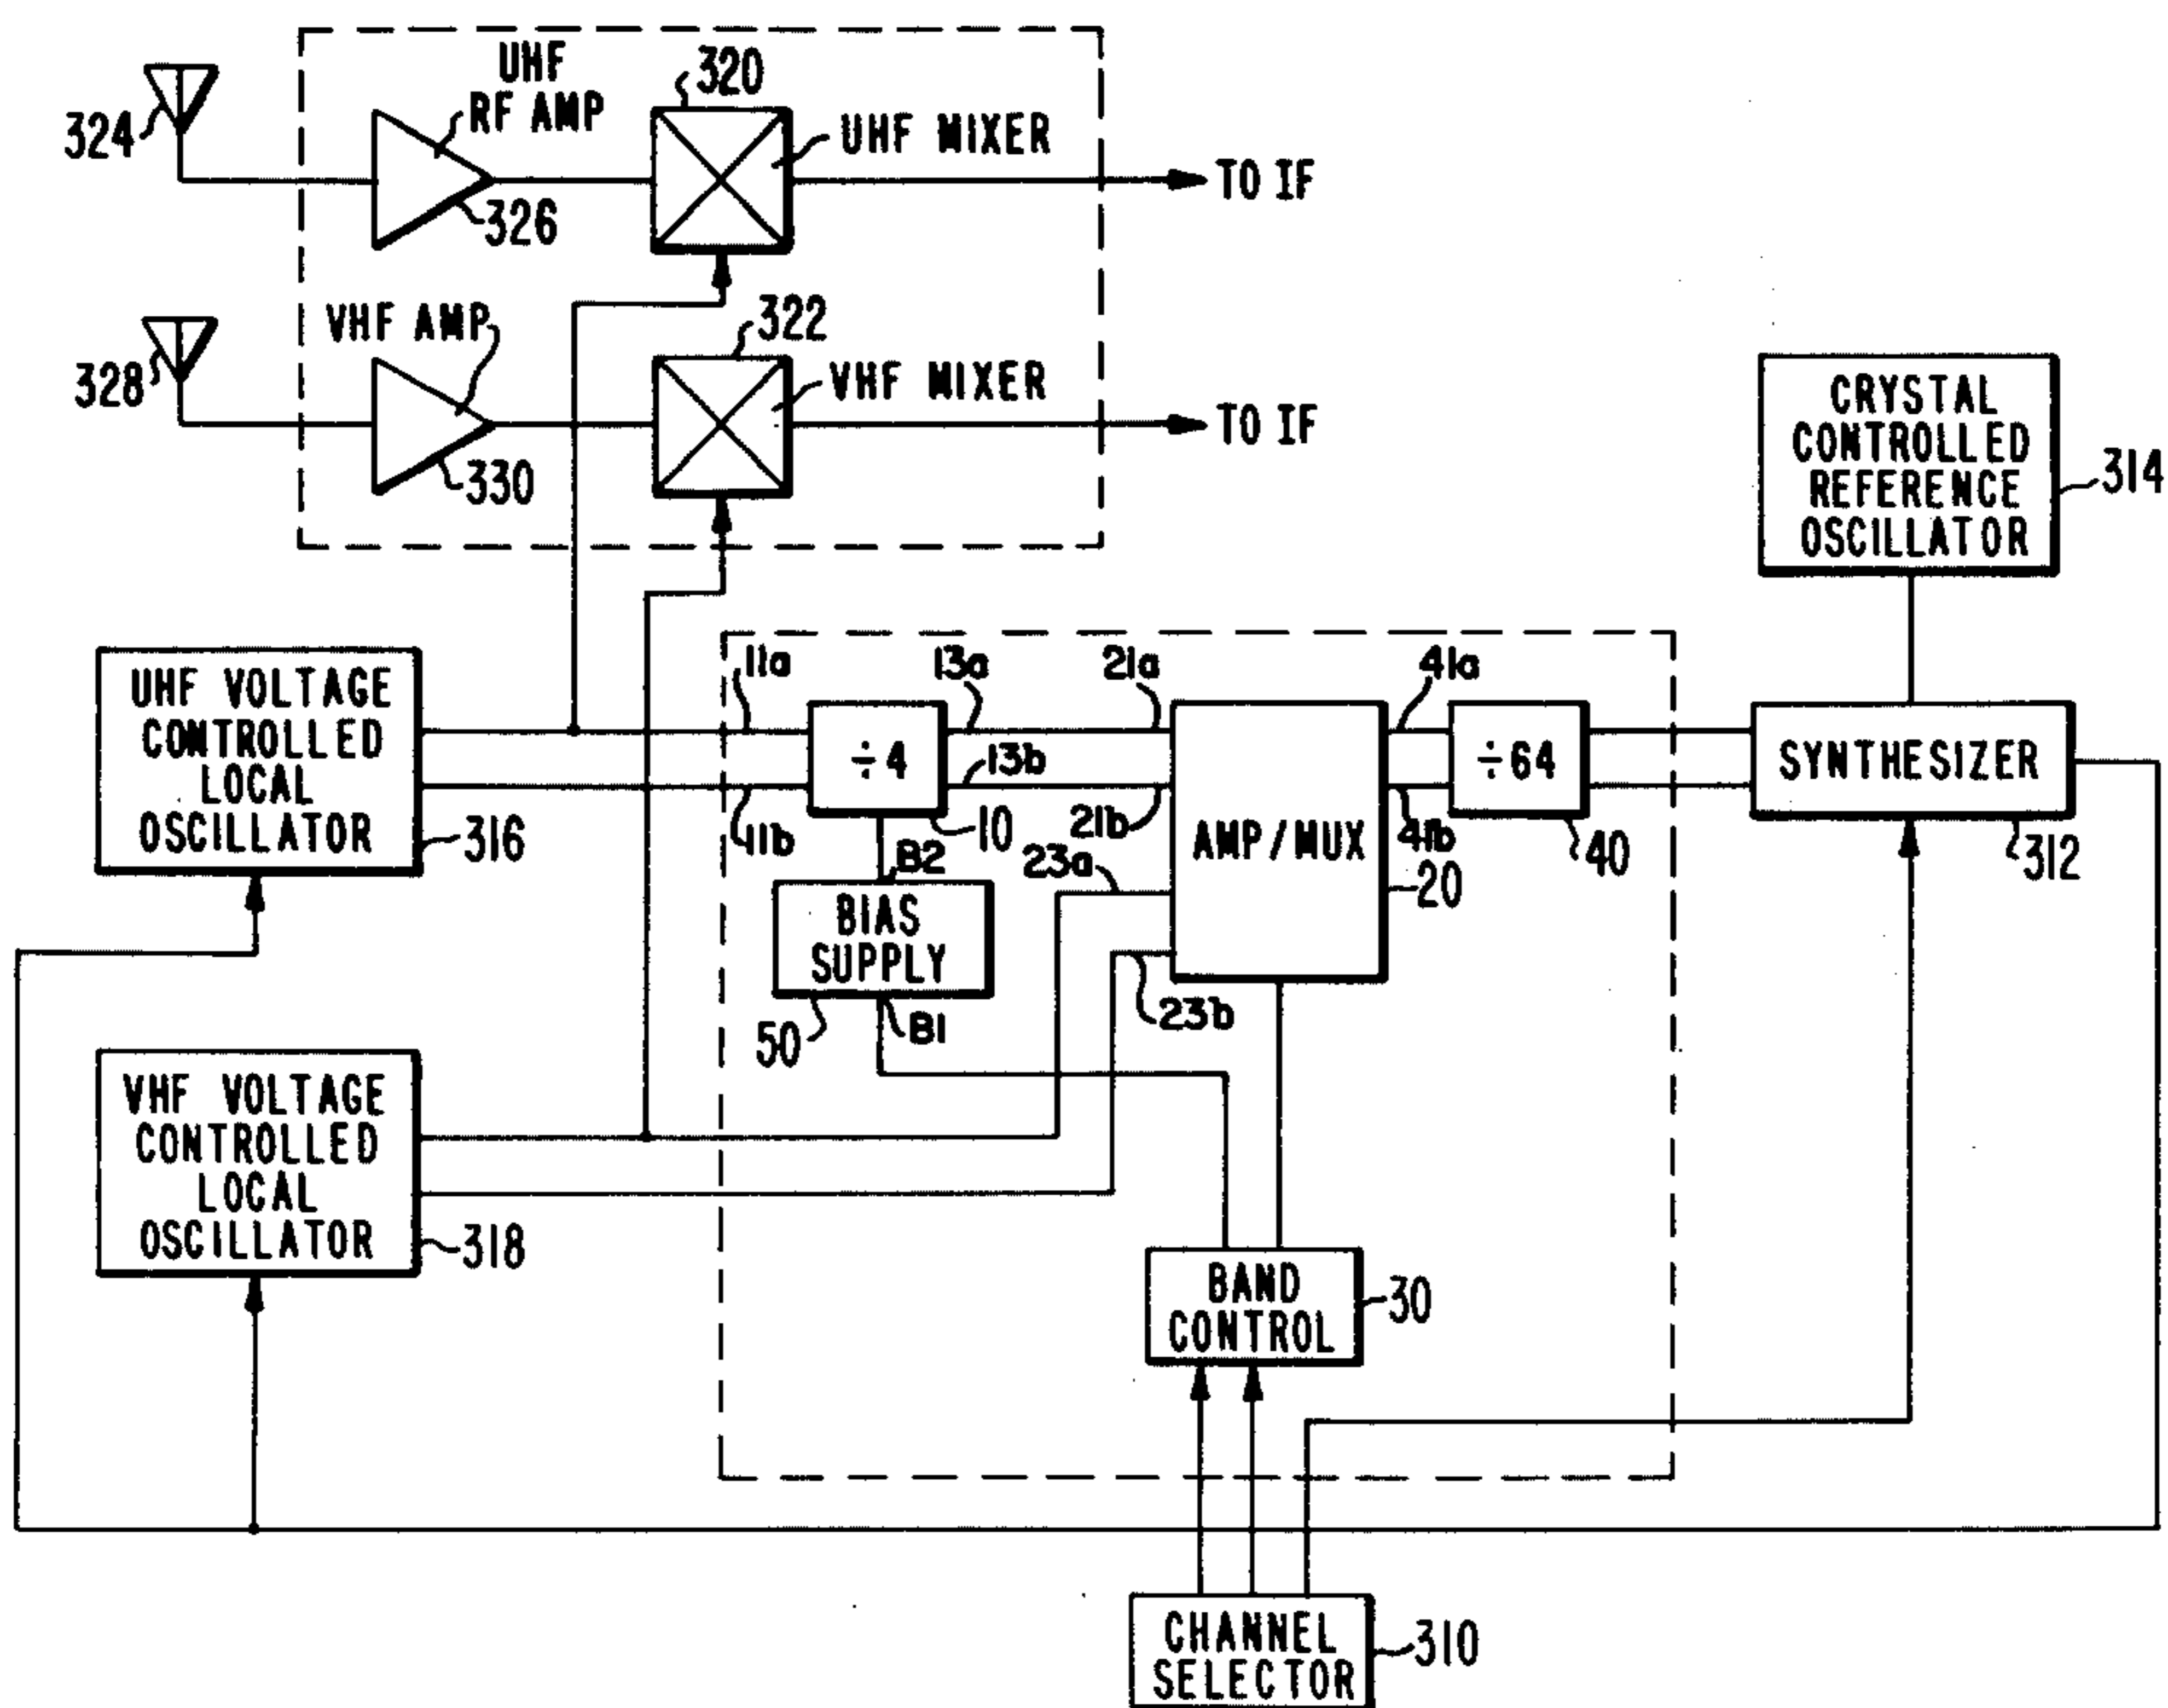 UHF
RF AMP
320
UHF MIXER
324
TO IF
326
VHF AMP
322
328
VHF MIXER
TO IF
330
CRYSTAL
CONTROLLED
REFERENCE
OSCILLATOR
314
11a
13a
21a
41a
UHF VOLTAGE
CONTROLLED
LOCAL
OSCILLATOR
316
÷4
÷64
SYNTHESIZER
13b
11b
10
21b
AMP/MUX
41b
40
312
B2
23a
20
BIAS
SUPPLY
50
B1
23b
VHF VOLTAGE
CONTROLLED
LOCAL
OSCILLATOR
318
BAND
CONTROL
30
CHANNEL
SELECTOR
310